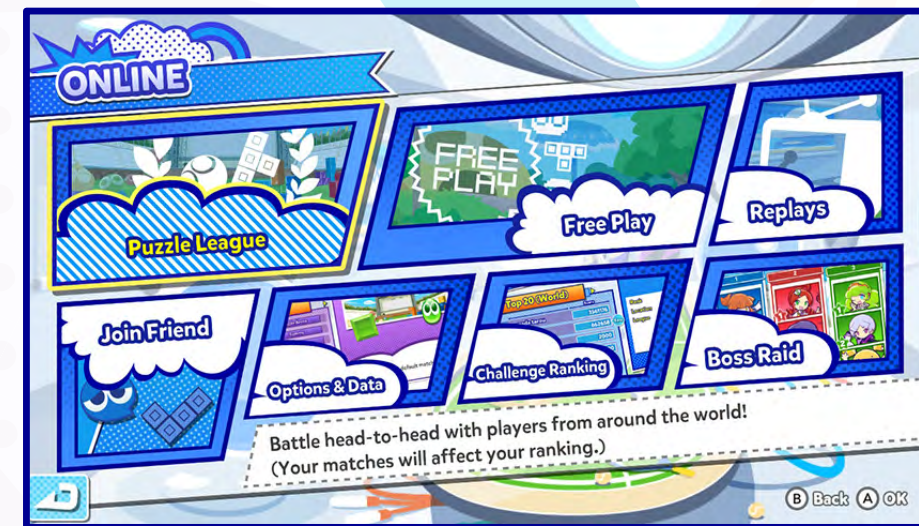 ONLINE
Puzzle League
FREE
PLAY
Free Play
Replays
Join Friend
Options & Data
Top 20 (World)
Challenge Ranking
Boss Raid
Battle head-to-head with players from around the world!
(Your matches will affect your ranking.)
B Back A OK